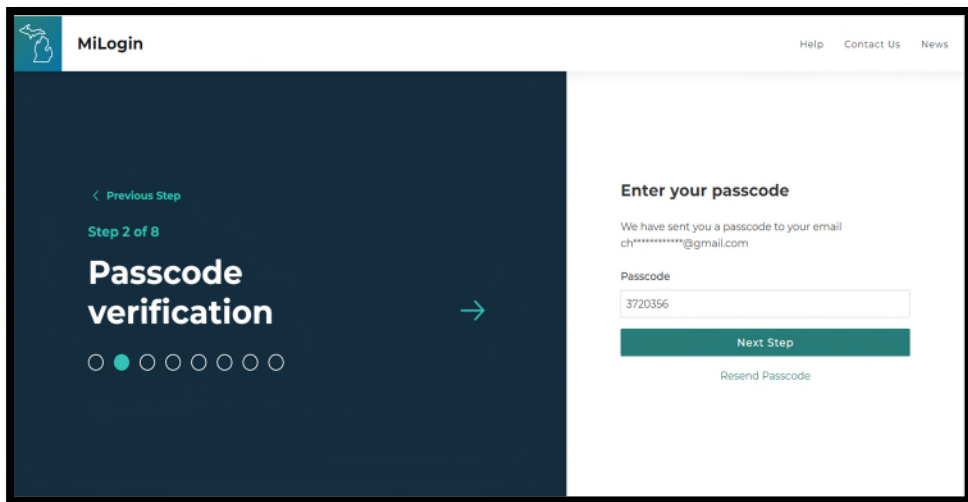 MiLogin
Help Contact Us News
< Previous Step
Step 2 of 8
Passcode
verification
Enter your passcode
We have sent you a passcode to your email
ch************@gmail.com
Passcode
3720356
Next Step
Resend Passcode